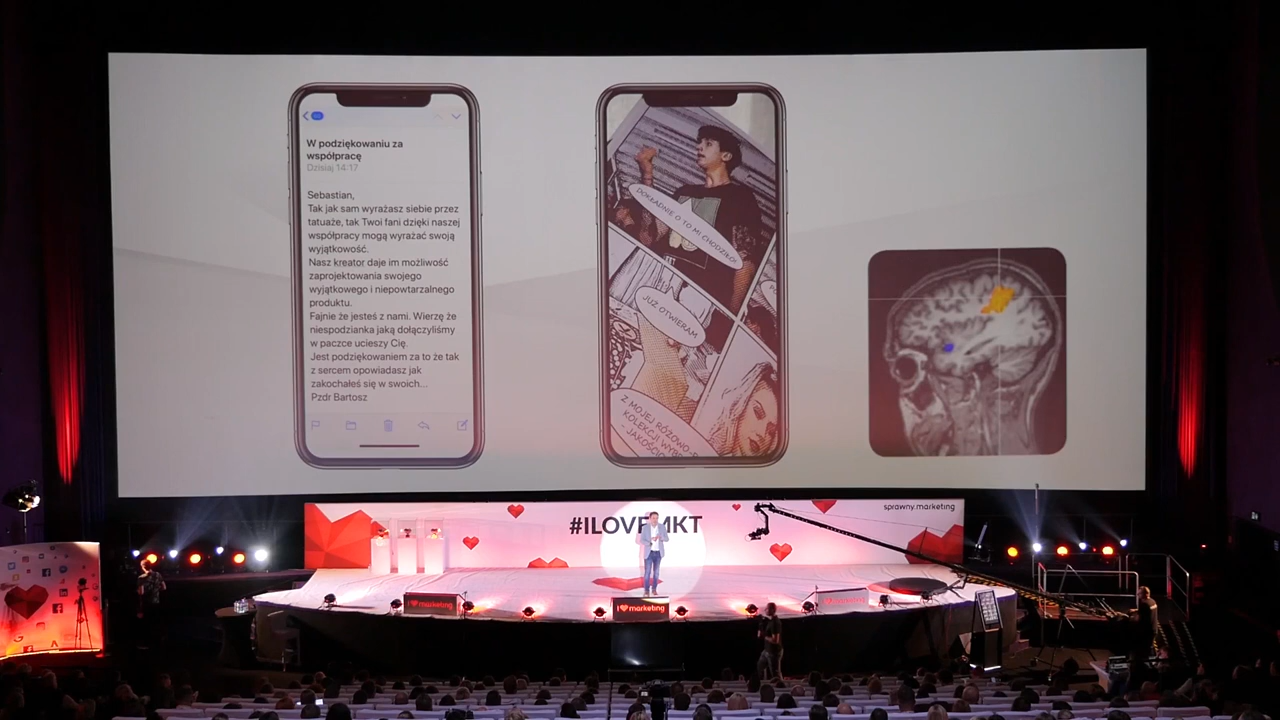 W podziękowaniu za
współpracę
Dzisiaj 14:17
Sebastian,
Tak jak sam wyrażasz siebie przez
tatuaże, tak Twoi fani dzięki naszej
współpracy mogą wyrażać swoją
wyjątkowość.
Nasz kreator daje im możliwość
zaprojektowania swojego
wyjątkowego i niepowtarzalnego
produktu.
Fajnie że jesteś z nami. Wierzę że
niespodzianka jaką dołączyliśmy
w paczce ucieszy Cię.
Jest podziękowaniem za to że tak
z sercem opowiadasz jak
zakochałeś się w swoich...
Pzdr Bartosz
DOKŁADNIE O TO MI CHODZIŁO!
JUŻ OTWIERAM
Z MOJEJ RÓŻOWO-
KOLEKCJI
- JAKOŚCIO
#ILOVEMKT
sprawny.marketing
I marketing
I marketing
I marketing